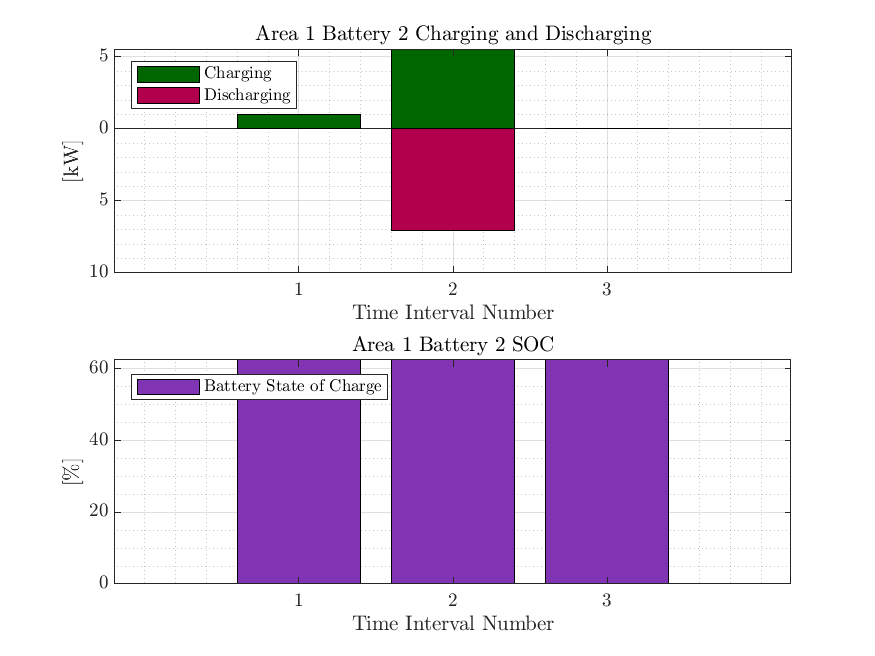 Area 1 Battery 2 Charging and Discharging
5
Charging
Discharging
0
[kW]
5
10
1 2 3
Time Interval Number
Area 1 Battery 2 SOC
60
Battery State of Charge
40
[%]
20
0
1 2 3
Time Interval Number